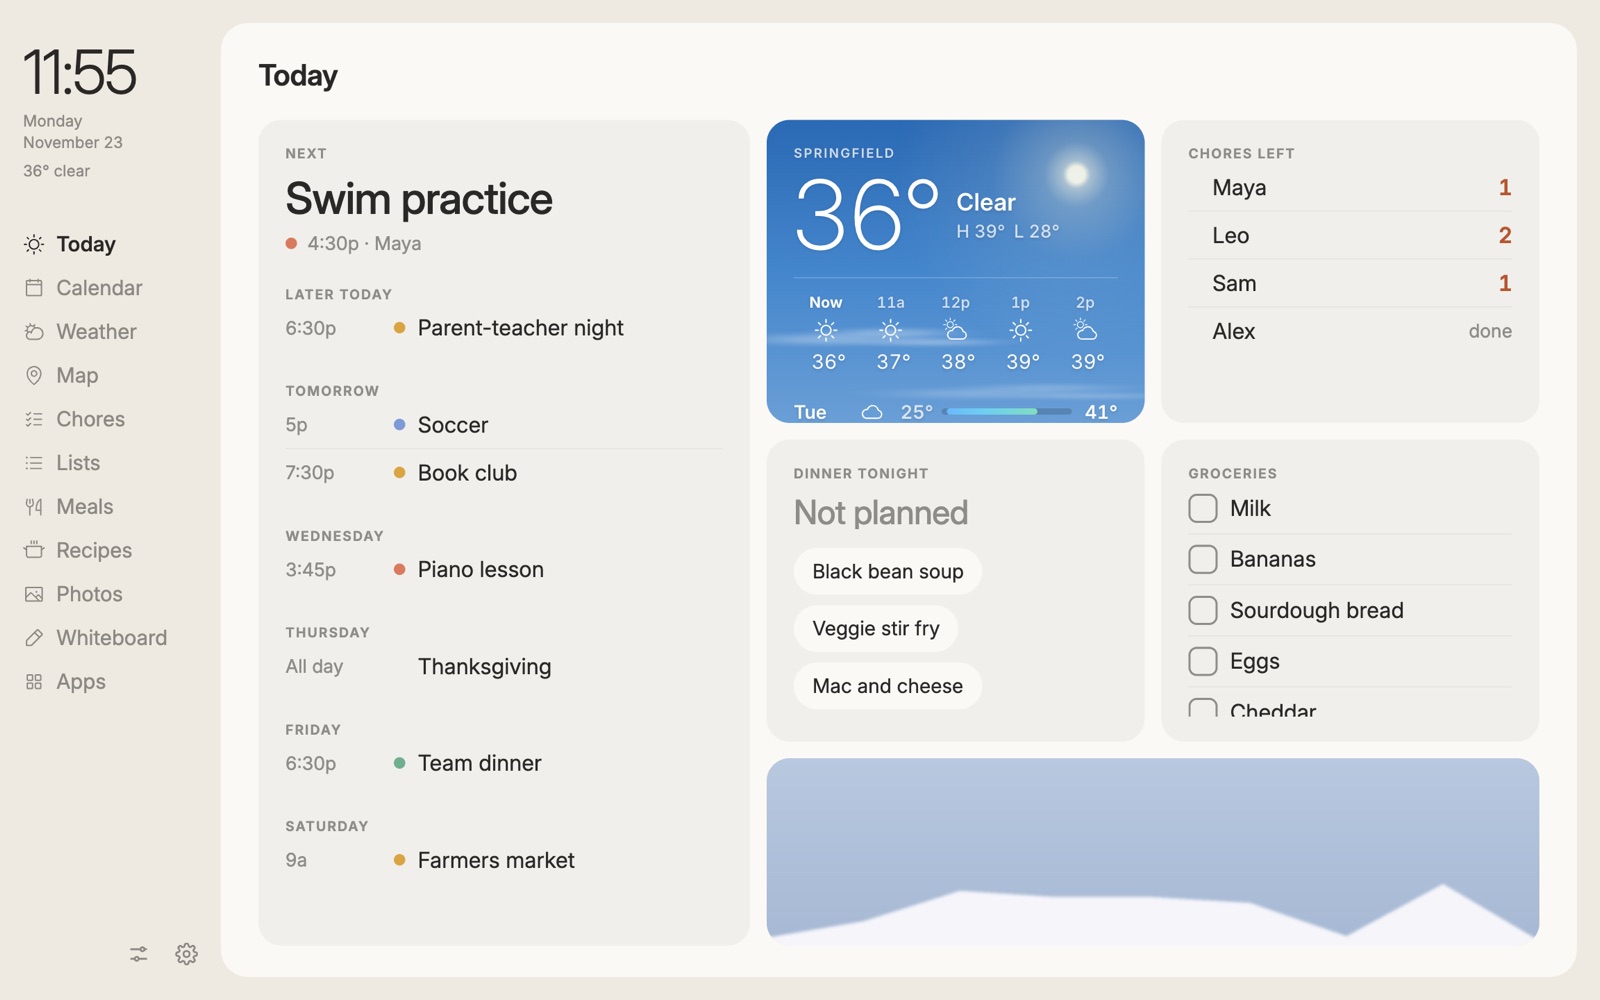 11:55
Monday
November 23
36° clear
Today
Calendar
Weather
Map
Chores
Lists
Meals
Recipes
Photos
Whiteboard
Apps
Today
NEXT
Swim practice
4:30p · Maya
LATER TODAY
6:30p Parent-teacher night
TOMORROW
5p Soccer
7:30p Book club
WEDNESDAY
3:45p Piano lesson
THURSDAY
All day Thanksgiving
FRIDAY
6:30p Team dinner
SATURDAY
9a Farmers market
SPRINGFIELD
36° Clear
H 39° L 28°
Now 11a 12p 1p 2p
36° 37° 38° 39° 39°
Tue 25° 41°
CHORES LEFT
Maya 1
Leo 2
Sam 1
Alex done
DINNER TONIGHT
Not planned
Black bean soup
Veggie stir fry
Mac and cheese
GROCERIES
Milk
Bananas
Sourdough bread
Eggs
Cheddar